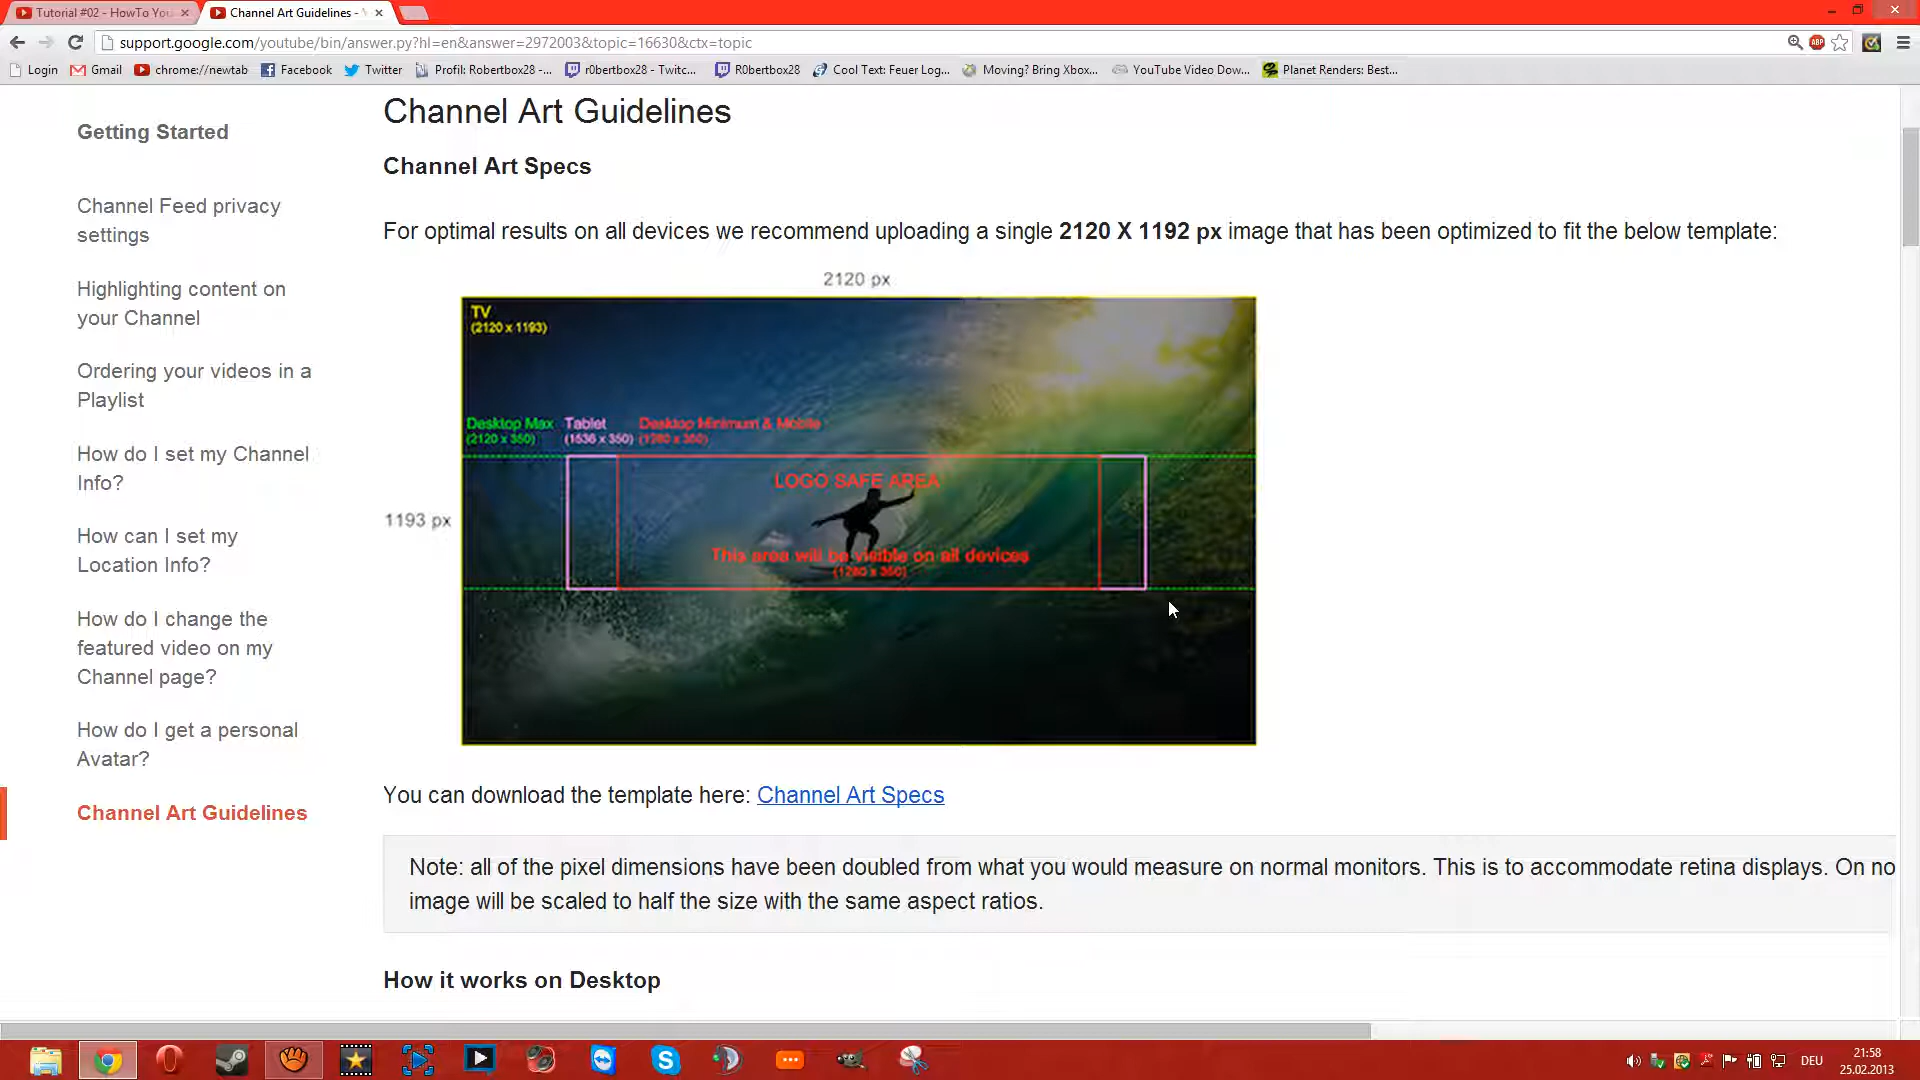 Tutorial #02 - HowTo You
Channel Art Guidelines -
support.google.com/youtube/bin/answer.py?hl=en&answer=2972003&topic=16630&ctx=topic
ABP
Login
Gmail
chrome://newtab
Facebook
Twitter
Profil: Robertbox28 -...
r0bertbox28 - Twitc...
R0bertbox28
Cool Text: Feuer Log...
Moving? Bring Xbox...
YouTube Video Dow...
Planet Renders: Best...
Getting Started
Channel Feed privacy
settings
Highlighting content on
your Channel
Ordering your videos in a
Playlist
How do I set my Channel
Info?
How can I set my
Location Info?
How do I change the
featured video on my
Channel page?
How do I get a personal
Avatar?
Channel Art Guidelines
Channel Art Guidelines
Channel Art Specs
For optimal results on all devices we recommend uploading a single 2120 X 1192 px image that has been optimized to fit the below template:
2120 px
TV
(2120 x 1193)
Desktop Max
(2120 x 350)
Tablet
(1536 x 350)
Desktop Minimum & Mobile
(1280 x 350)
LOGO SAFE AREA
This area will be visible on all devices
(1280 x 350)
1193 px
You can download the template here: Channel Art Specs
Note: all of the pixel dimensions have been doubled from what you would measure on normal monitors. This is to accommodate retina displays. On no
image will be scaled to half the size with the same aspect ratios.
How it works on Desktop
DEU
21:58
25.02.2013